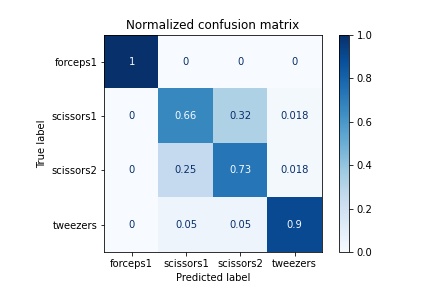 Normalized confusion matrix
True label
forceps1 1 0 0 0
scissors1 0 0.66 0.32 0.018
scissors2 0 0.25 0.73 0.018
tweezers 0 0.05 0.05 0.9
forceps1 scissors1 scissors2 tweezers
Predicted label
1.0
0.8
0.6
0.4
0.2
0.0